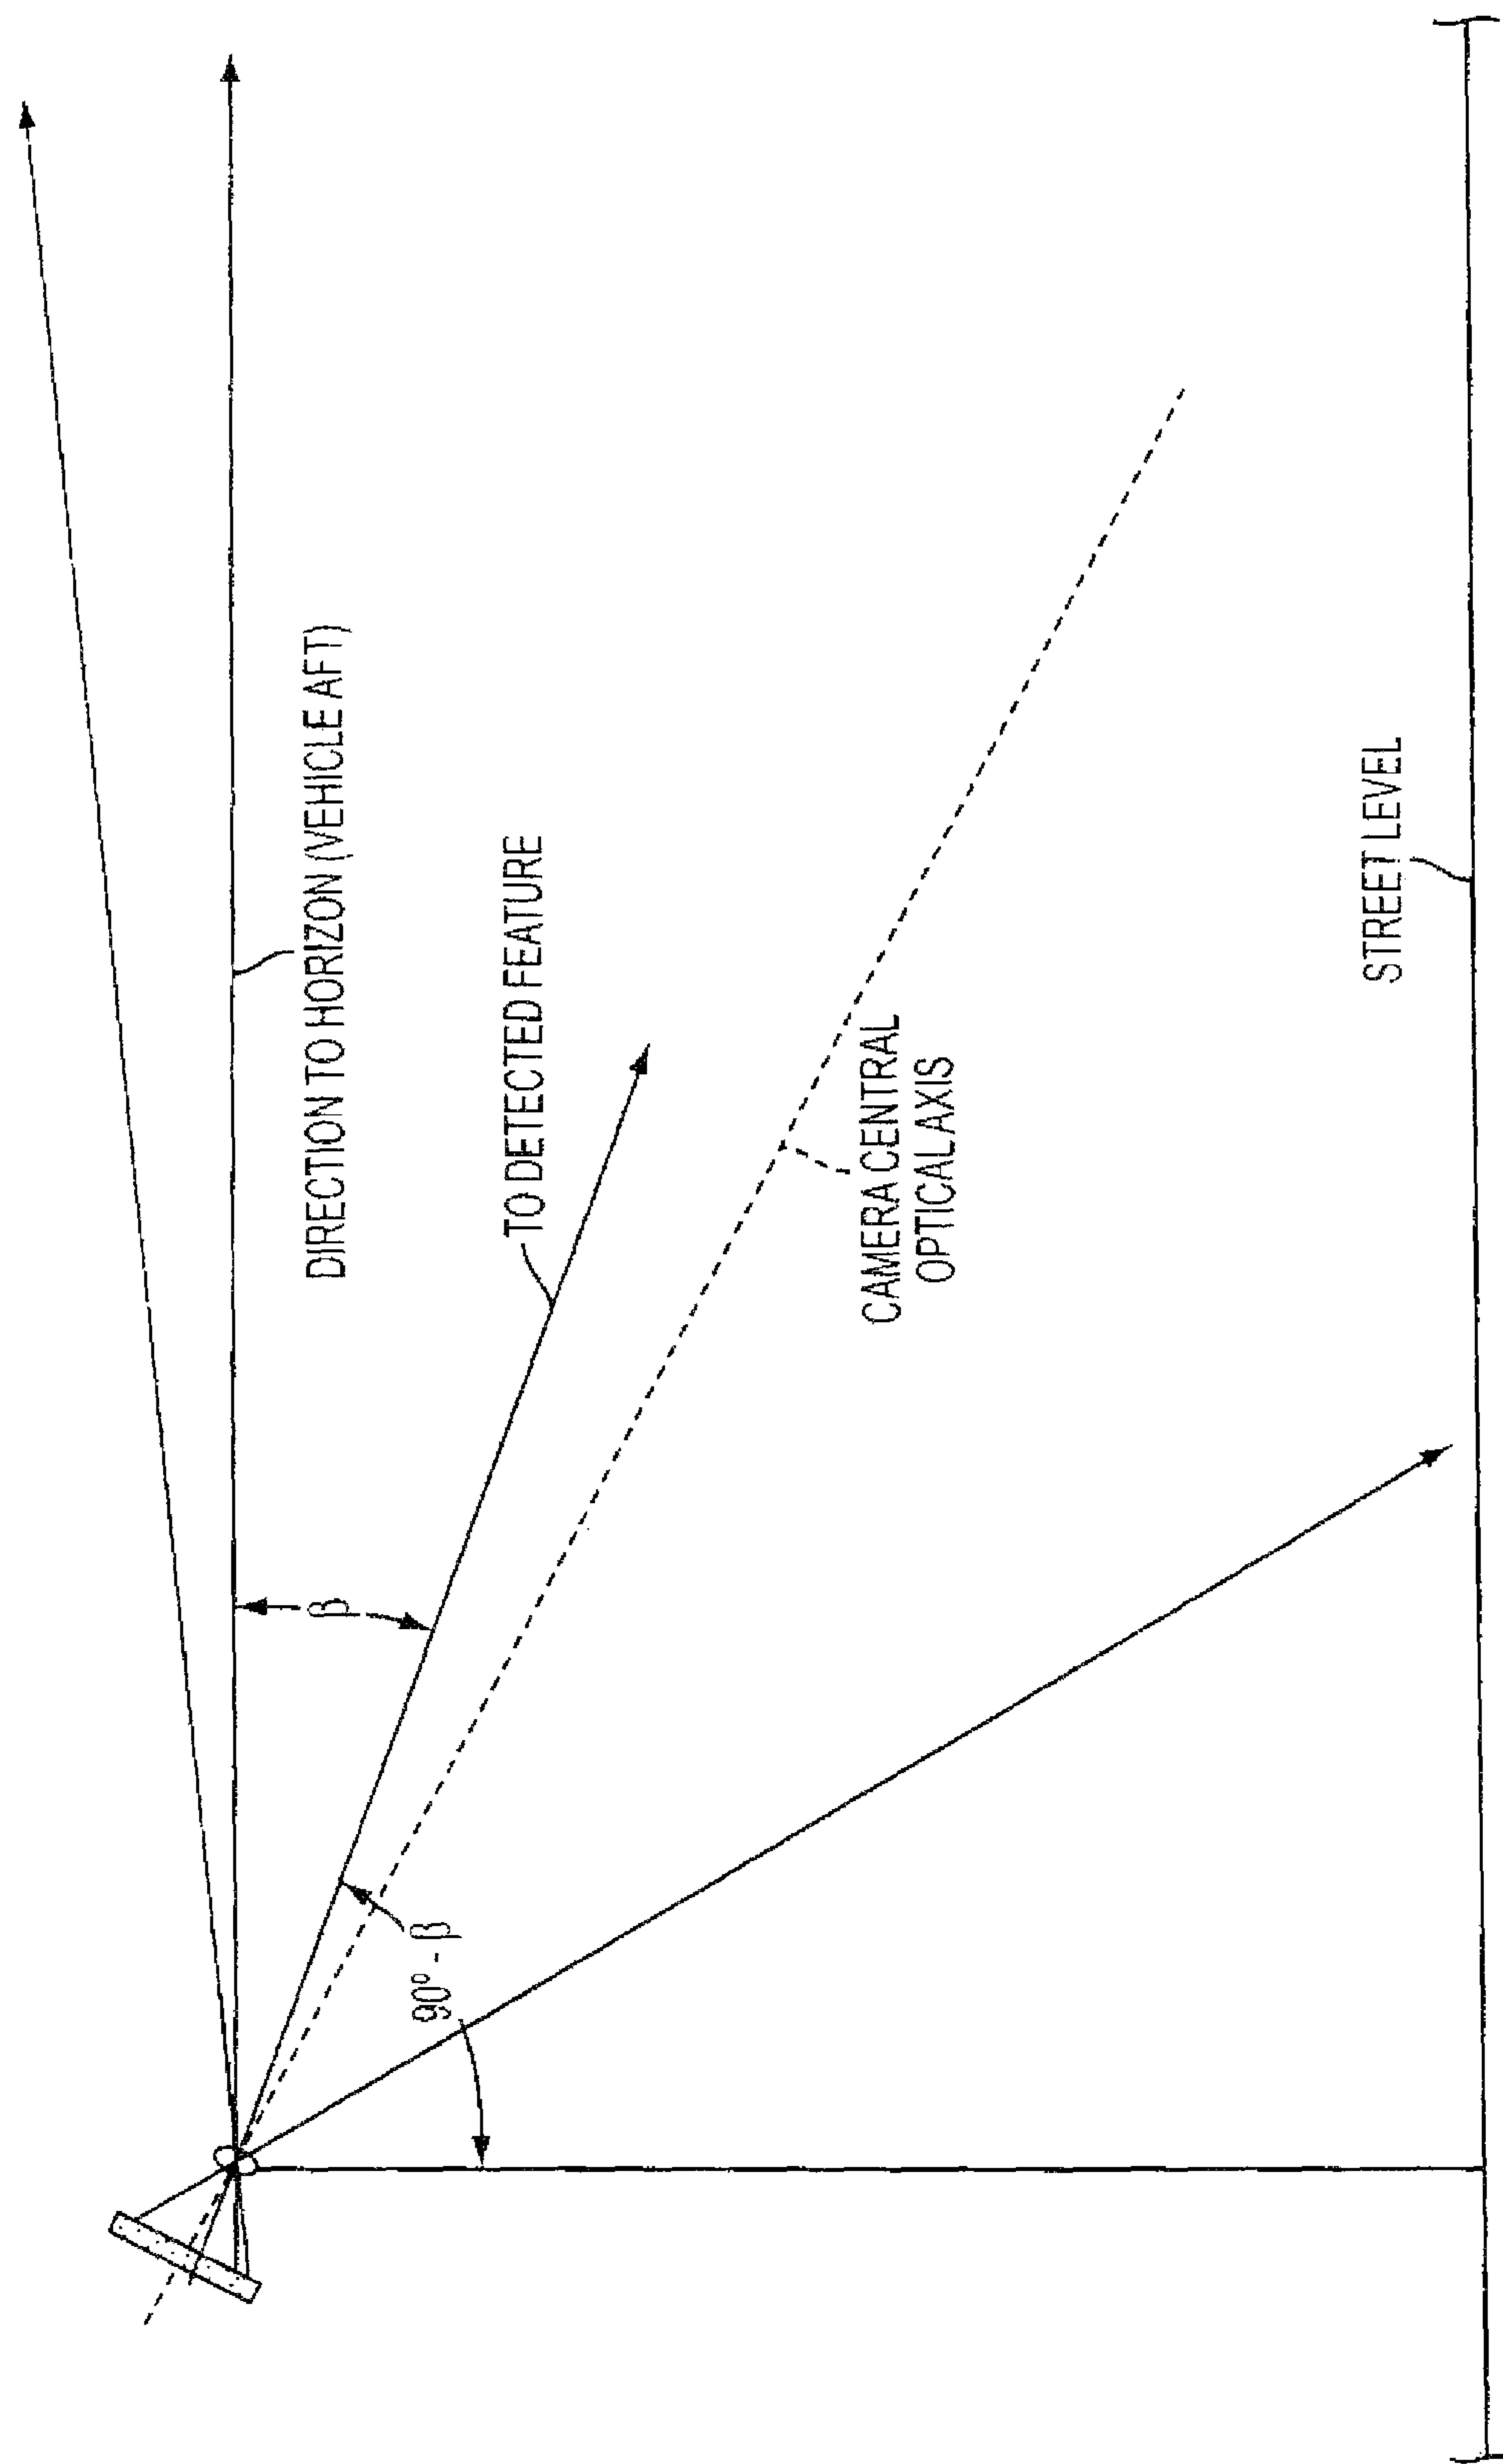 DIRECTION TO HORIZON (VEHICLE AFT)
TO DETECTED FEATURE
CAMERA CENTRAL
OPTICAL AXIS
STREET LEVEL
β
90° - β